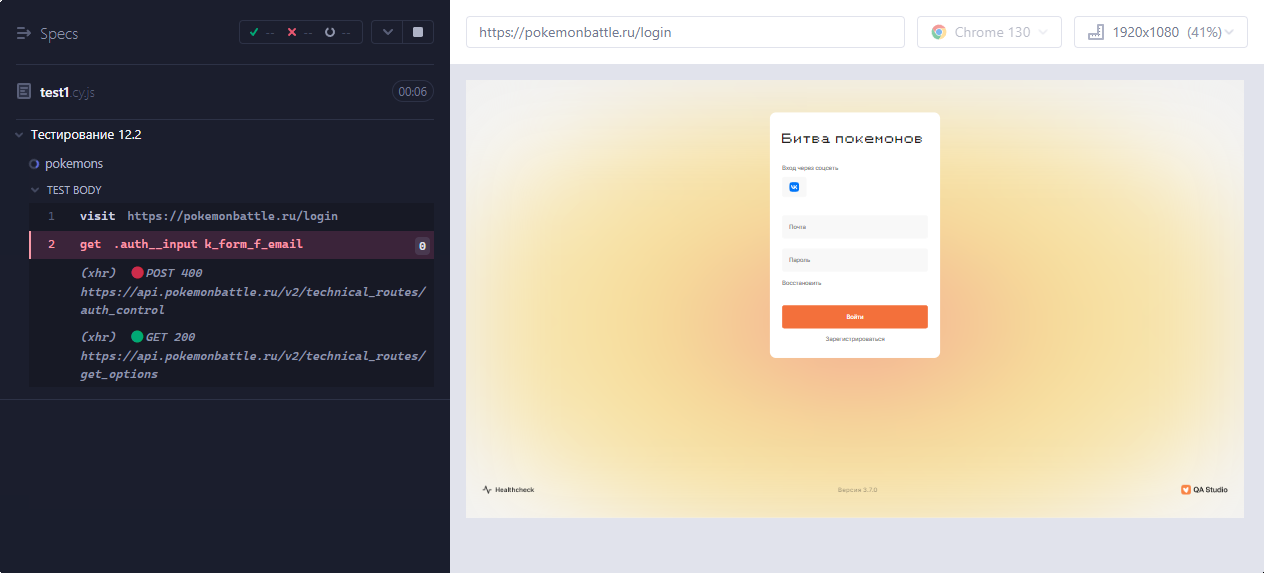 Specs
-- -- --
test1.cy.js 00:06
Тестирование 12.2
pokemons
TEST BODY
1 visit https://pokemonbattle.ru/login
2 get .auth__input k_form_f_email 0
(xhr) POST 400
https://api.pokemonbattle.ru/v2/technical_routes/
auth_control
(xhr) GET 200
https://api.pokemonbattle.ru/v2/technical_routes/
get_options
https://pokemonbattle.ru/login
Chrome 130
1920x1080 (41%)
Битва покемонов
Вход через соцсеть
Почта
Пароль
Восстановить
Войти
Зарегистрироваться
Healthcheck
Версия 3.7.0
QA Studio